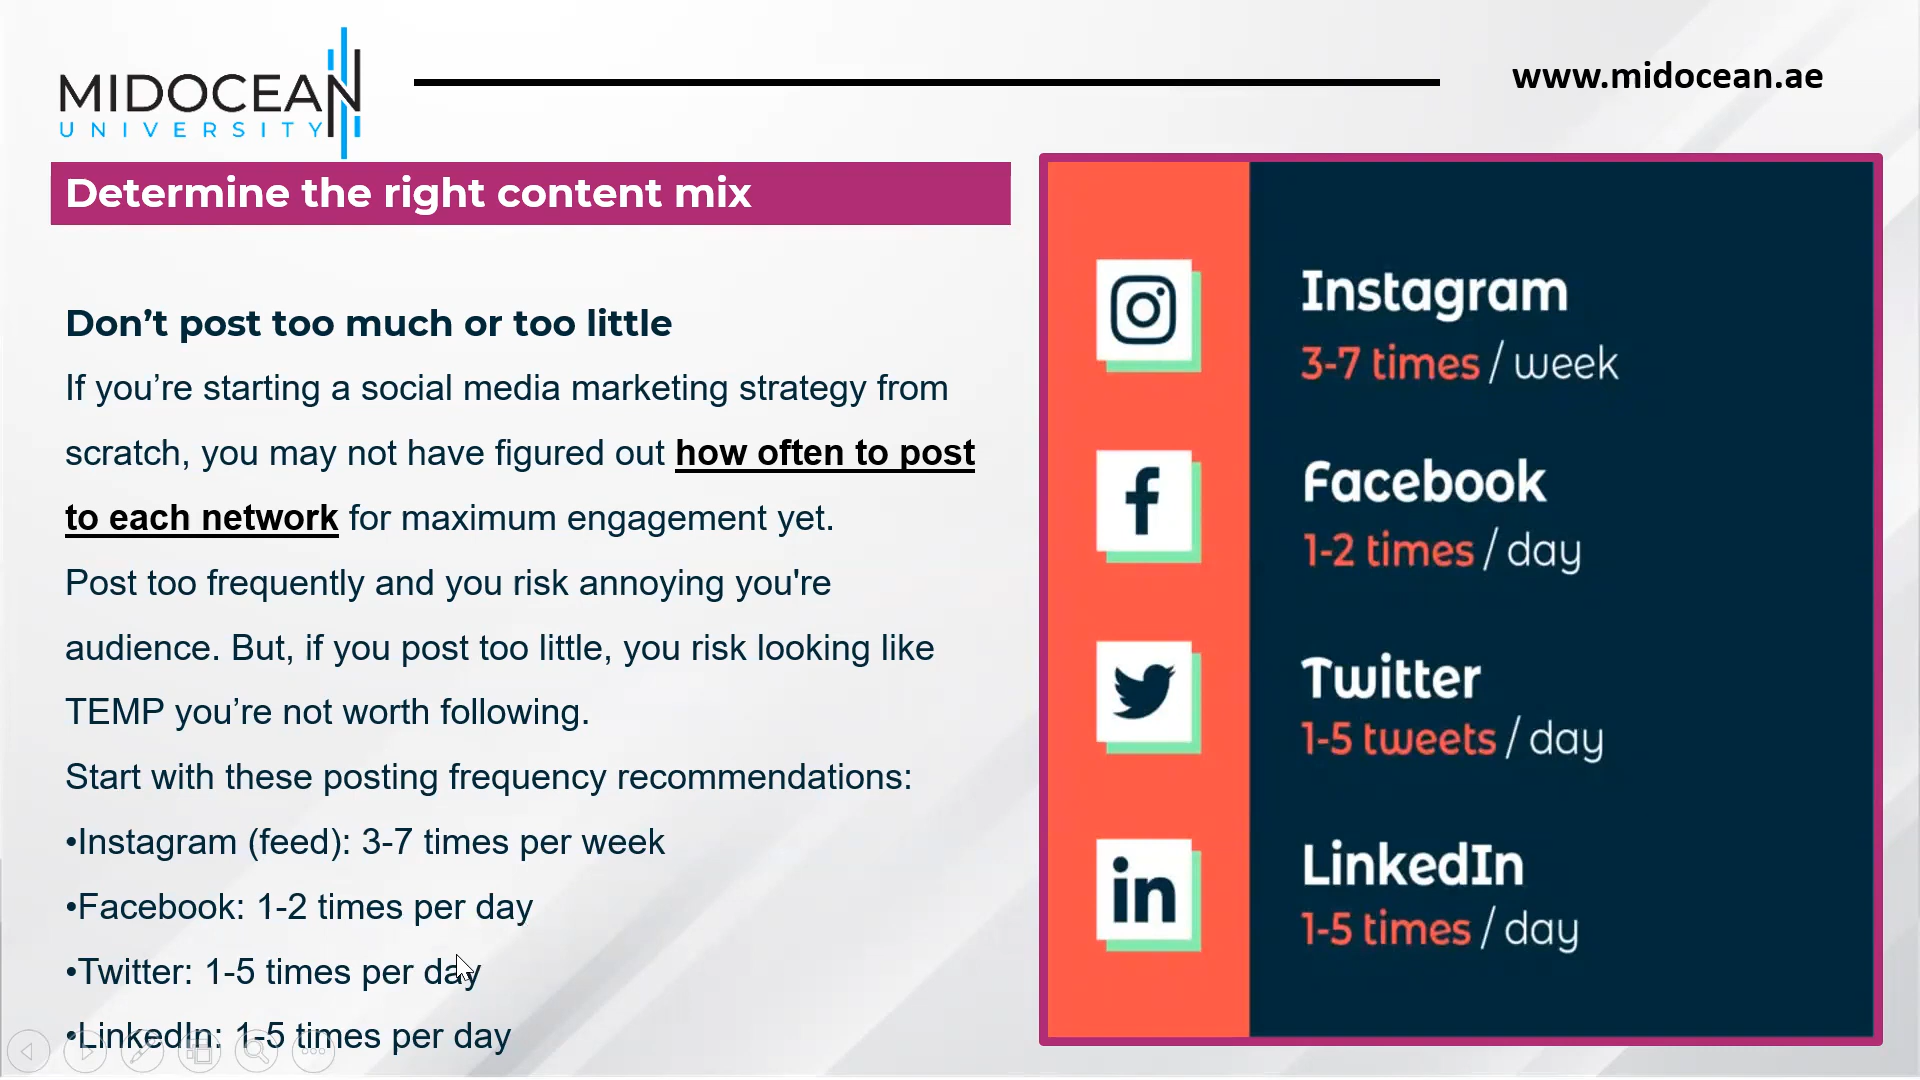 MIDOCEAN
UNIVERSITY
www.midocean.ae
Determine the right content mix
Don’t post too much or too little
If you’re starting a social media marketing strategy from
scratch, you may not have figured out how often to post
to each network for maximum engagement yet.
Post too frequently and you risk annoying you're
audience. But, if you post too little, you risk looking like
TEMP you’re not worth following.
Start with these posting frequency recommendations:
•Instagram (feed): 3-7 times per week
•Facebook: 1-2 times per day
•Twitter: 1-5 times per day
•LinkedIn: 1-5 times per day
Instagram
3-7 times / week
Facebook
1-2 times / day
Twitter
1-5 tweets / day
in
LinkedIn
1-5 times / day